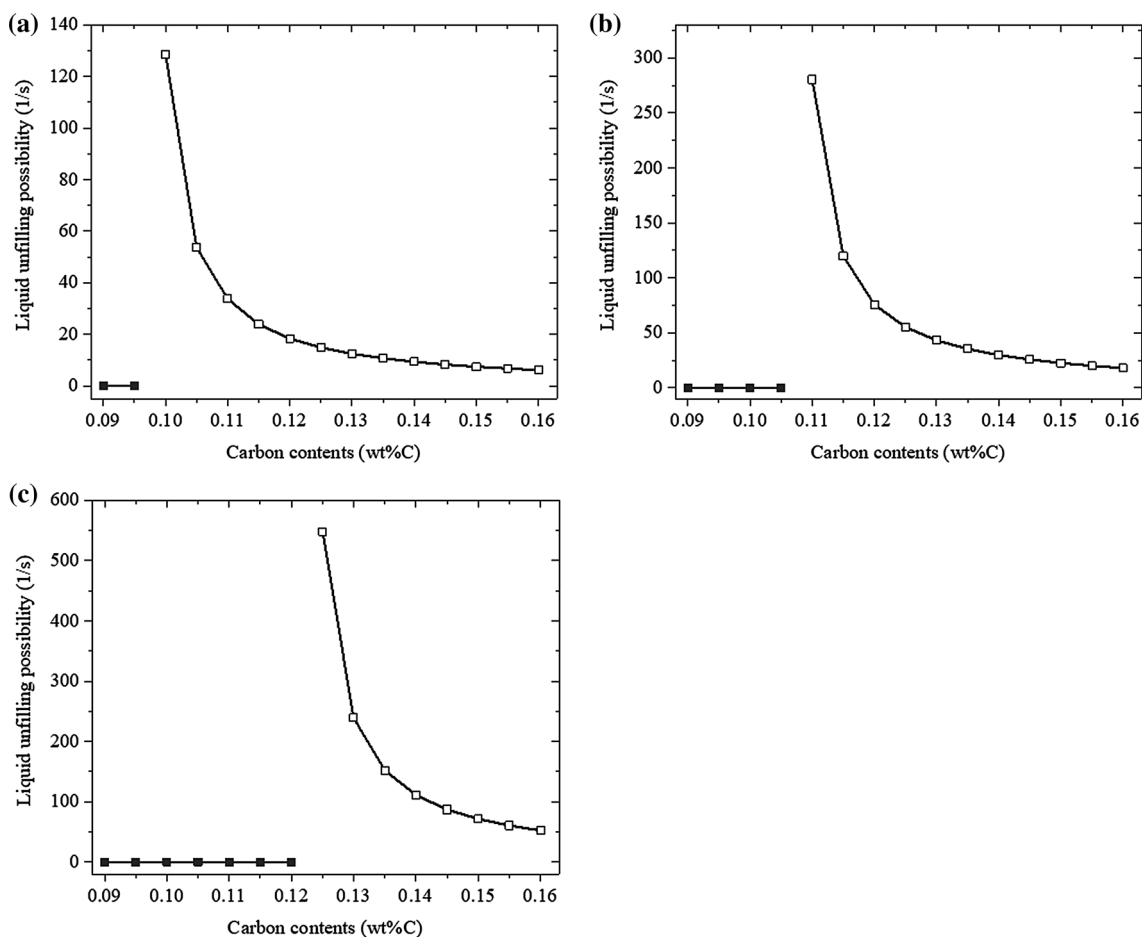 (a)
140
120
100
80
60
40
20
0
Liquid unfilling possibility (1/s)
0.09 0.10 0.11 0.12 0.13 0.14 0.15 0.16
Carbon contents (wt%C)
(b)
300
250
200
150
100
50
0
Liquid unfilling possibility (1/s)
0.09 0.10 0.11 0.12 0.13 0.14 0.15 0.16
Carbon contents (wt%C)
(c)
600
500
400
300
200
100
0
Liquid unfilling possibility (1/s)
0.09 0.10 0.11 0.12 0.13 0.14 0.15 0.16
Carbon contents (wt%C)